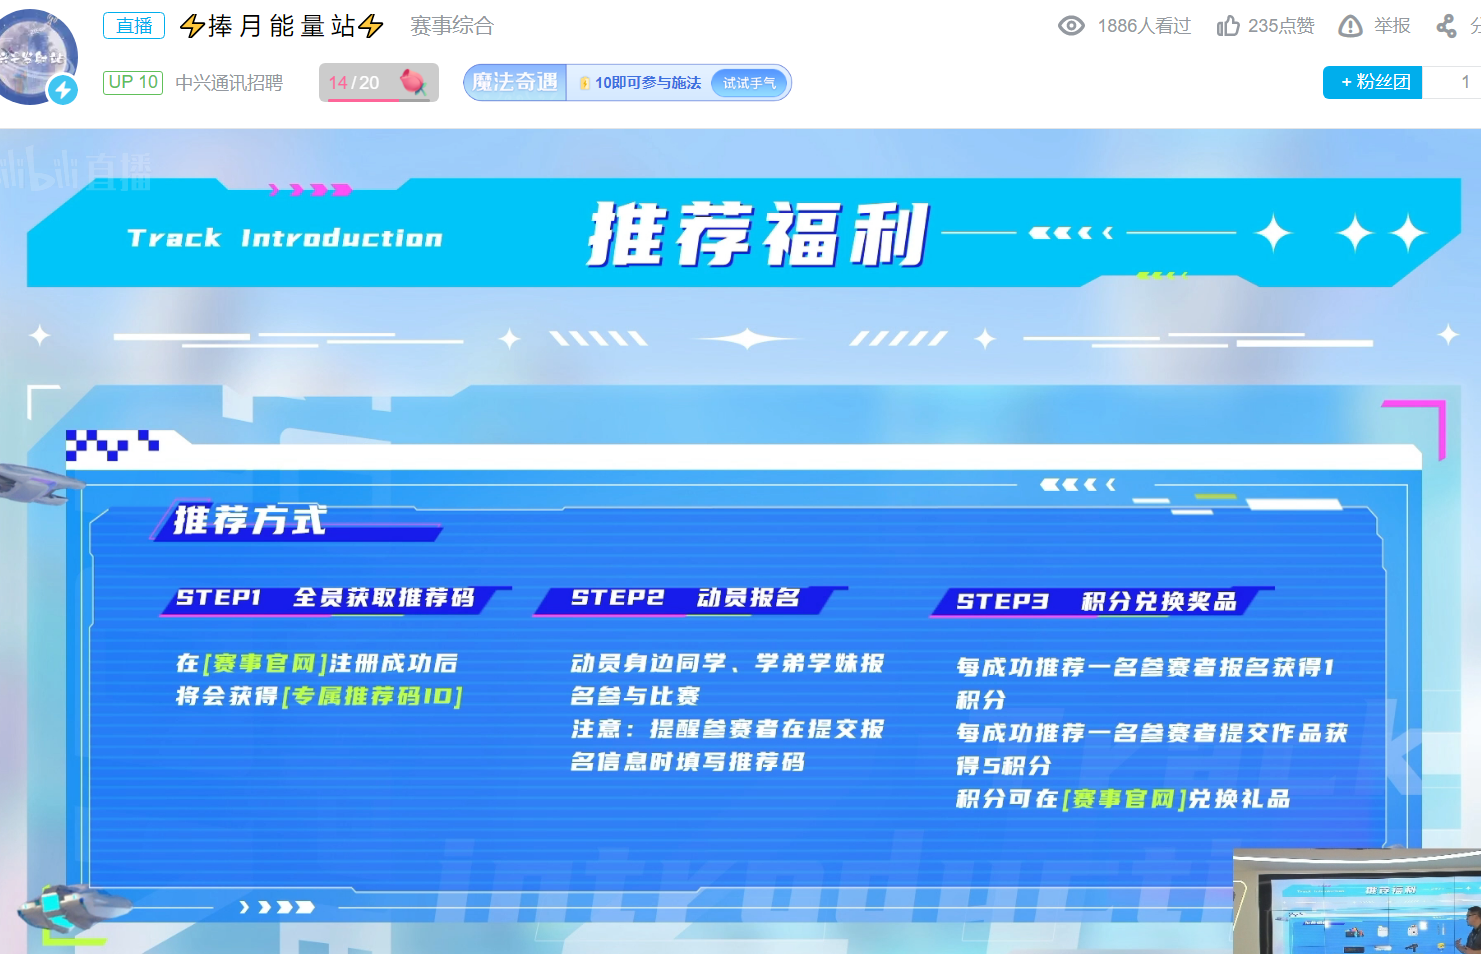 直播
⚡捧月能量站⚡
赛事综合
1886人看过
235点赞
举报
UP 10
中兴通讯招聘
14/20
魔法奇遇
10即可参与施法
试试手气
+ 粉丝团
1
bilibili 直播
Track Introduction
推荐福利
推荐方式
STEP1 全员获取推荐码
在[赛事官网]注册成功后
将会获得[专属推荐码ID]
STEP2 动员报名
动员身边同学、学弟学妹报
名参与比赛
注意：提醒参赛者在提交报
名信息时填写推荐码
STEP3 积分兑换奖品
每成功推荐一名参赛者报名获得1
积分
每成功推荐一名参赛者提交作品获
得5积分
积分可在[赛事官网]兑换礼品
推荐福利